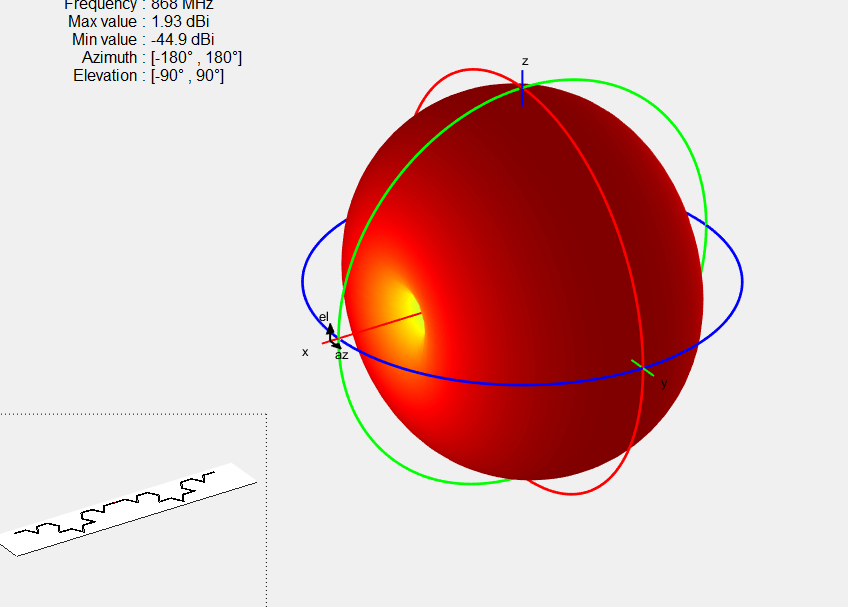 Frequency : 868 MHz
Max value : 1.93 dBi
Min value : -44.9 dBi
Azimuth : [-180° , 180°]
Elevation : [-90° , 90°]
z
el
x
az
y